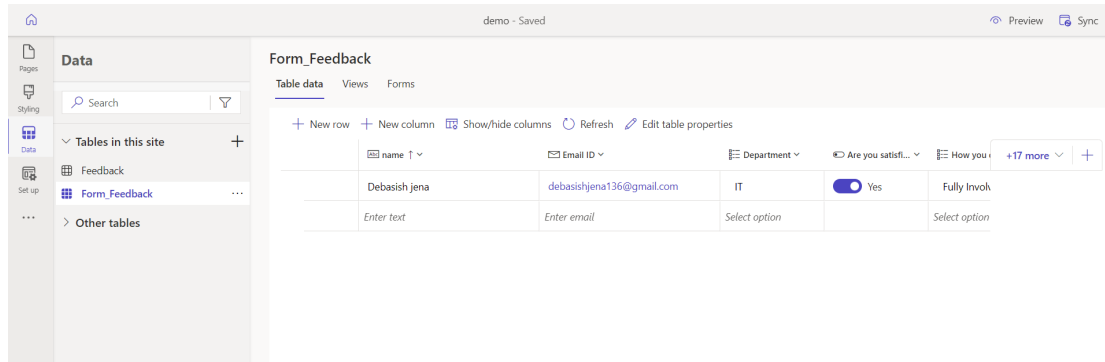 demo - Saved
Preview
Sync
Pages
Styling
Data
Set up
Data
Search
Tables in this site
Feedback
Form_Feedback
Other tables
Form_Feedback
Table data Views Forms
New row New column Show/hide columns Refresh Edit table properties
Abc name Email ID Department Are you satisfi... How you +17 more
Debasish jena debasishjena136@gmail.com IT Yes Fully Involv
Enter text Enter email Select option Select option